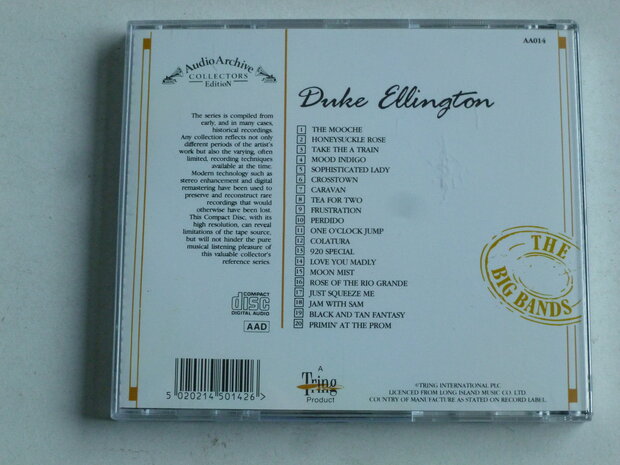 AA014
AudioArchive
COLLECTORS
EditioN
The series is compiled from
early, and in many cases,
historical recordings.
Any collection reflects not only
different periods of the artist's
work but also the varying, often
limited, recording techniques
available at the time.
Modern technology such as
stereo enhancement and digital
remastering have been used to
preserve and reconstruct rare
recordings that would
otherwise have been lost.
This Compact Disc, with its
high resolution, can reveal
limitations of the tape source,
but will not hinder the pure
musical listening pleasure of
this valuable collector's
reference series.
COMPACT
disc
DIGITAL AUDIO
AAD
Duke Ellington
1 THE MOOCHE
2 HONEYSUCKLE ROSE
3 TAKE THE A TRAIN
4 MOOD INDIGO
5 SOPHISTICATED LADY
6 CROSSTOWN
7 CARAVAN
8 TEA FOR TWO
9 FRUSTRATION
10 PERDIDO
11 ONE O'CLOCK JUMP
12 COLATURA
13 920 SPECIAL
14 LOVE YOU MADLY
15 MOON MIST
16 ROSE OF THE RIO GRANDE
17 JUST SQUEEZE ME
18 JAM WITH SAM
19 BLACK AND TAN FANTASY
20 PRIMIN' AT THE PROM
THE
BIG BANDS
5 020214 501426 >
A
Tring
Product
©TRING INTERNATIONAL PLC
LICENCED FROM LONG ISLAND MUSIC CO. LTD
COUNTRY OF MANUFACTURE AS STATED ON RECORD LABEL.